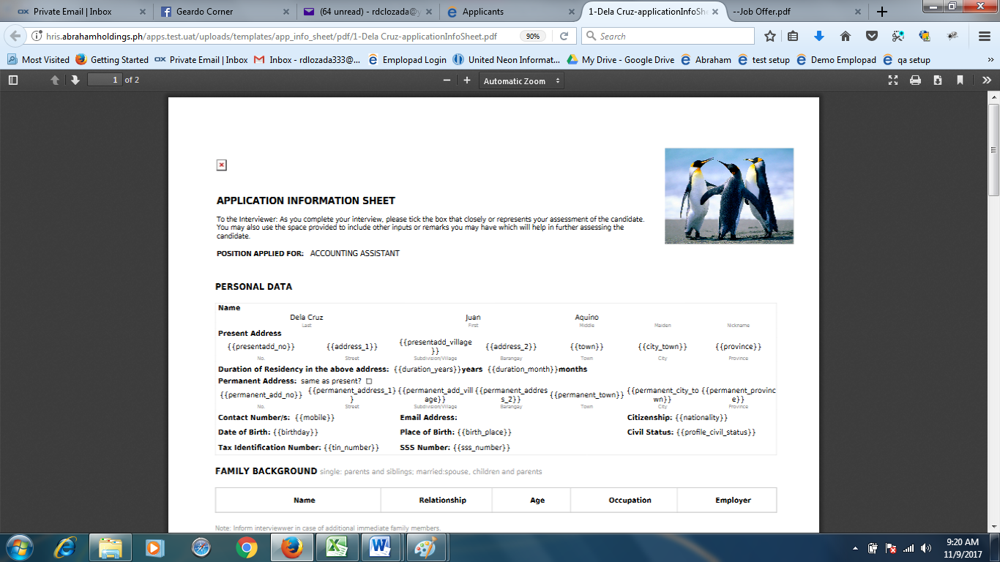 Private Email | Inbox
Geardo Corner
(64 unread) - rdclozada@y
Applicants
1-Dela Cruz-applicationInfoShe
--Job Offer.pdf
hris.abrahamholdings.ph/apps.test.uat/uploads/templates/app_info_sheet/pdf/1-Dela Cruz-applicationInfoSheet.pdf
90%
Search
Most Visited
Getting Started
Private Email | Inbox
Inbox - rdlozada333@...
Emplopad Login
United Neon Informat...
My Drive - Google Drive
Abraham
test setup
Demo Emplopad
qa setup
1 of 2
Automatic Zoom
APPLICATION INFORMATION SHEET
To the Interviewer: As you complete your interview, please tick the box that closely or represents your assessment of the candidate.
You may also use the space provided to include other inputs or remarks you may have which will help in further assessing the
candidate.
POSITION APPLIED FOR: ACCOUNTING ASSISTANT
PERSONAL DATA
Name
Dela Cruz Juan Aquino
Last First Middle Maiden Nickname
Present Address
{{presentadd_no}} {{address_1}} {{presentadd_village
}} {{address_2}} {{town}} {{city_town}} {{province}}
No. Street Subdivision/Village Barangay Town City Province
Duration of Residency in the above address: {{duration_years}}years {{duration_month}}months
Permanent Address: same as present?
{{permanent_add_no}} {{permanent_address_1}
} {{permanent_add_vill
age}} {{permanent_addres
s_2}} {{permanent_town}} {{permanent_city_to
wn}} {{permanent_provinc
e}}
No. Street Subdivision/Village Barangay Town City Province
Contact Number/s: {{mobile}} Email Address: Citizenship: {{nationality}}
Date of Birth: {{birthday}} Place of Birth: {{birth_place}} Civil Status: {{profile_civil_status}}
Tax Identification Number: {{tin_number}} SSS Number: {{sss_number}}
FAMILY BACKGROUND single: parents and siblings; married:spouse, children and parents
Name Relationship Age Occupation Employer
Note: Inform interviewwer in case of additional immediate family members.
9:20 AM
11/9/2017